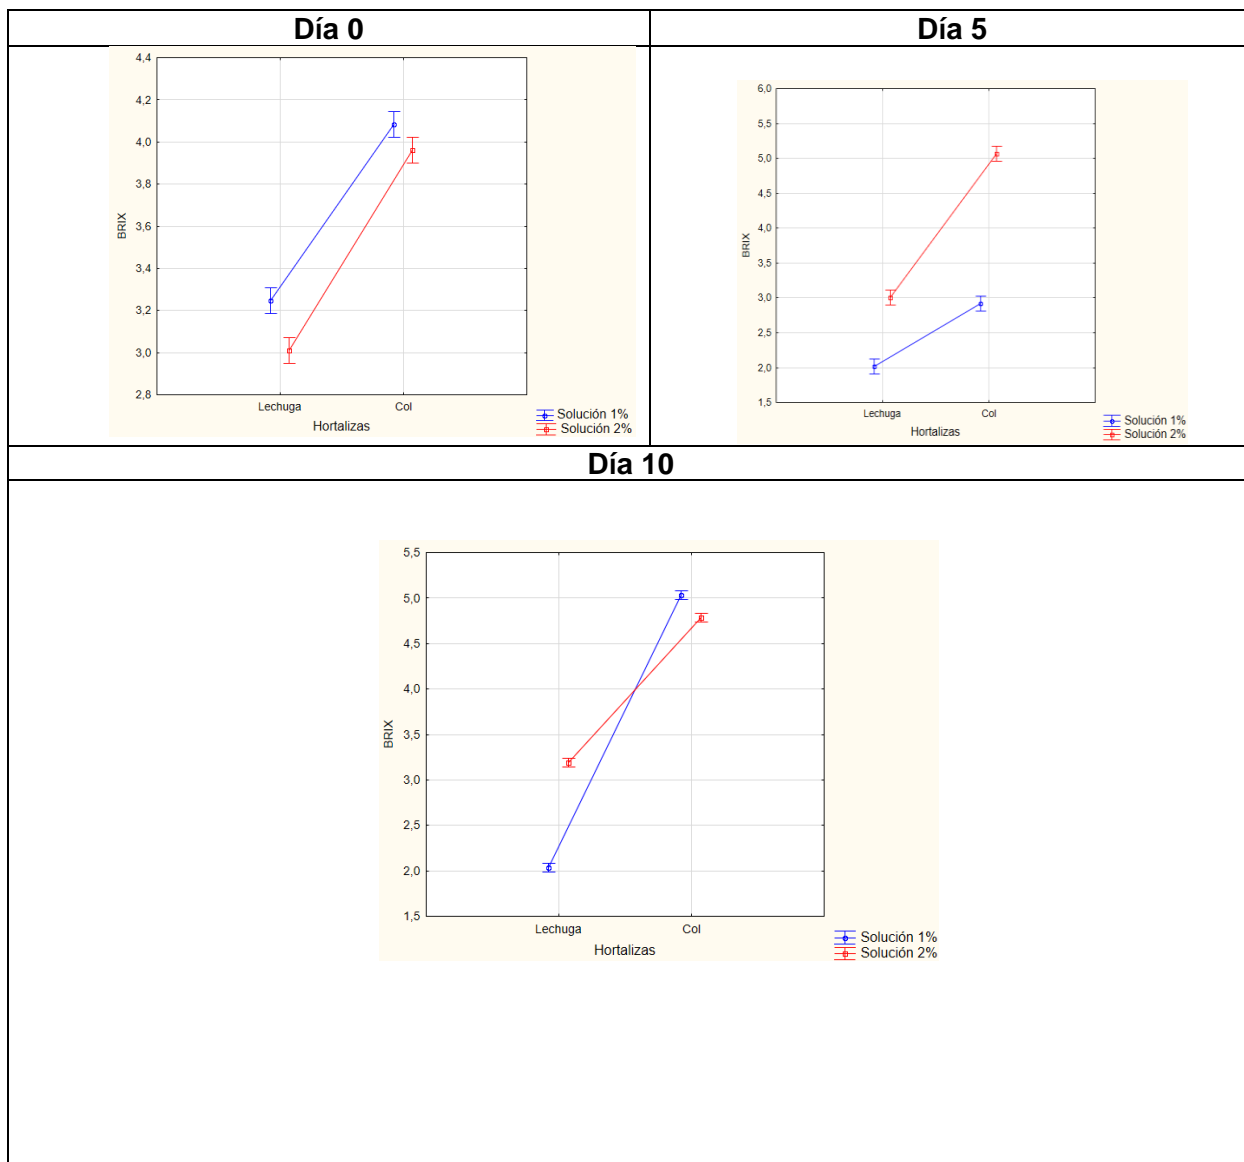 Día 0
Día 5
4,4
4,2
4,0
3,8
3,6
3,4
3,2
3,0
2,8
BRIX
Lechuga Col
Hortalizas
Solución 1%
Solución 2%
6,0
5,5
5,0
4,5
4,0
3,5
3,0
2,5
2,0
1,5
BRIX
Lechuga Col
Hortalizas
Solución 1%
Solución 2%
Día 10
5,5
5,0
4,5
4,0
3,5
3,0
2,5
2,0
1,5
BRIX
Lechuga Col
Hortalizas
Solución 1%
Solución 2%